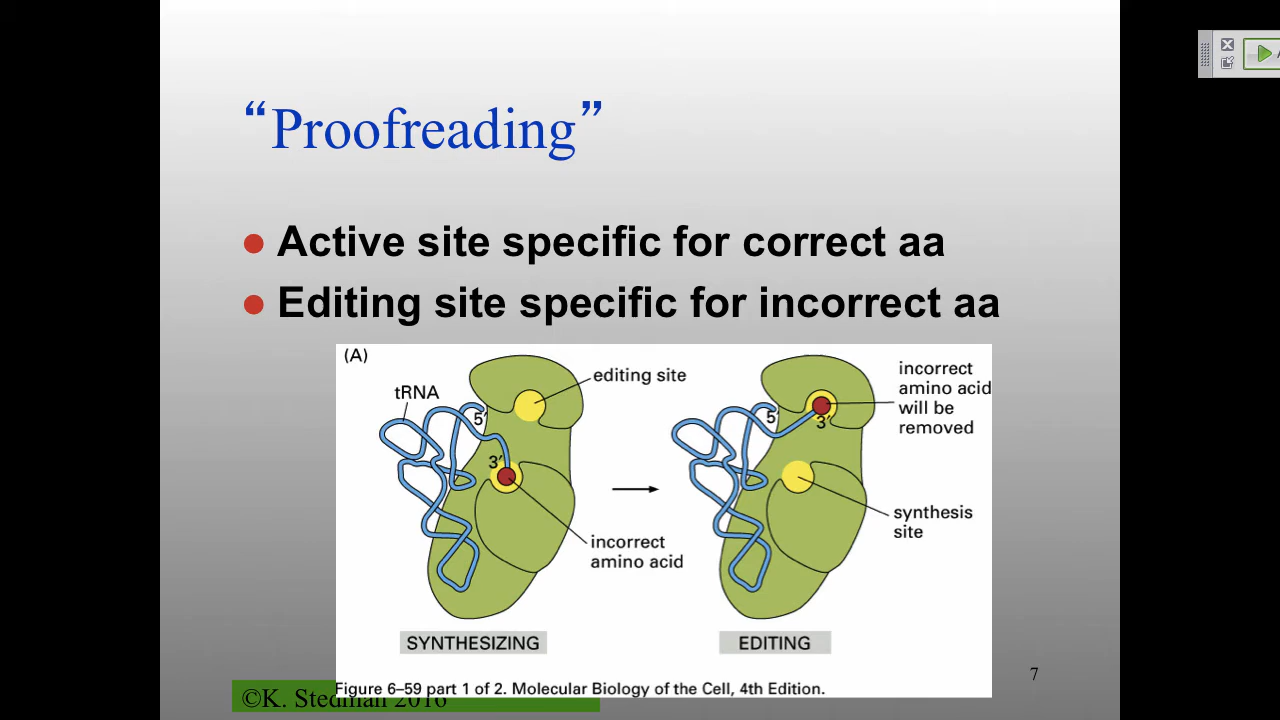 “Proofreading”
● Active site specific for correct aa
● Editing site specific for incorrect aa
(A)
tRNA
5′
3′
editing site
incorrect
amino acid
SYNTHESIZING
5′
3′
incorrect
amino acid
will be
removed
synthesis
site
EDITING
Figure 6–59 part 1 of 2. Molecular Biology of the Cell, 4th Edition.
7
©K. Stedman 2016